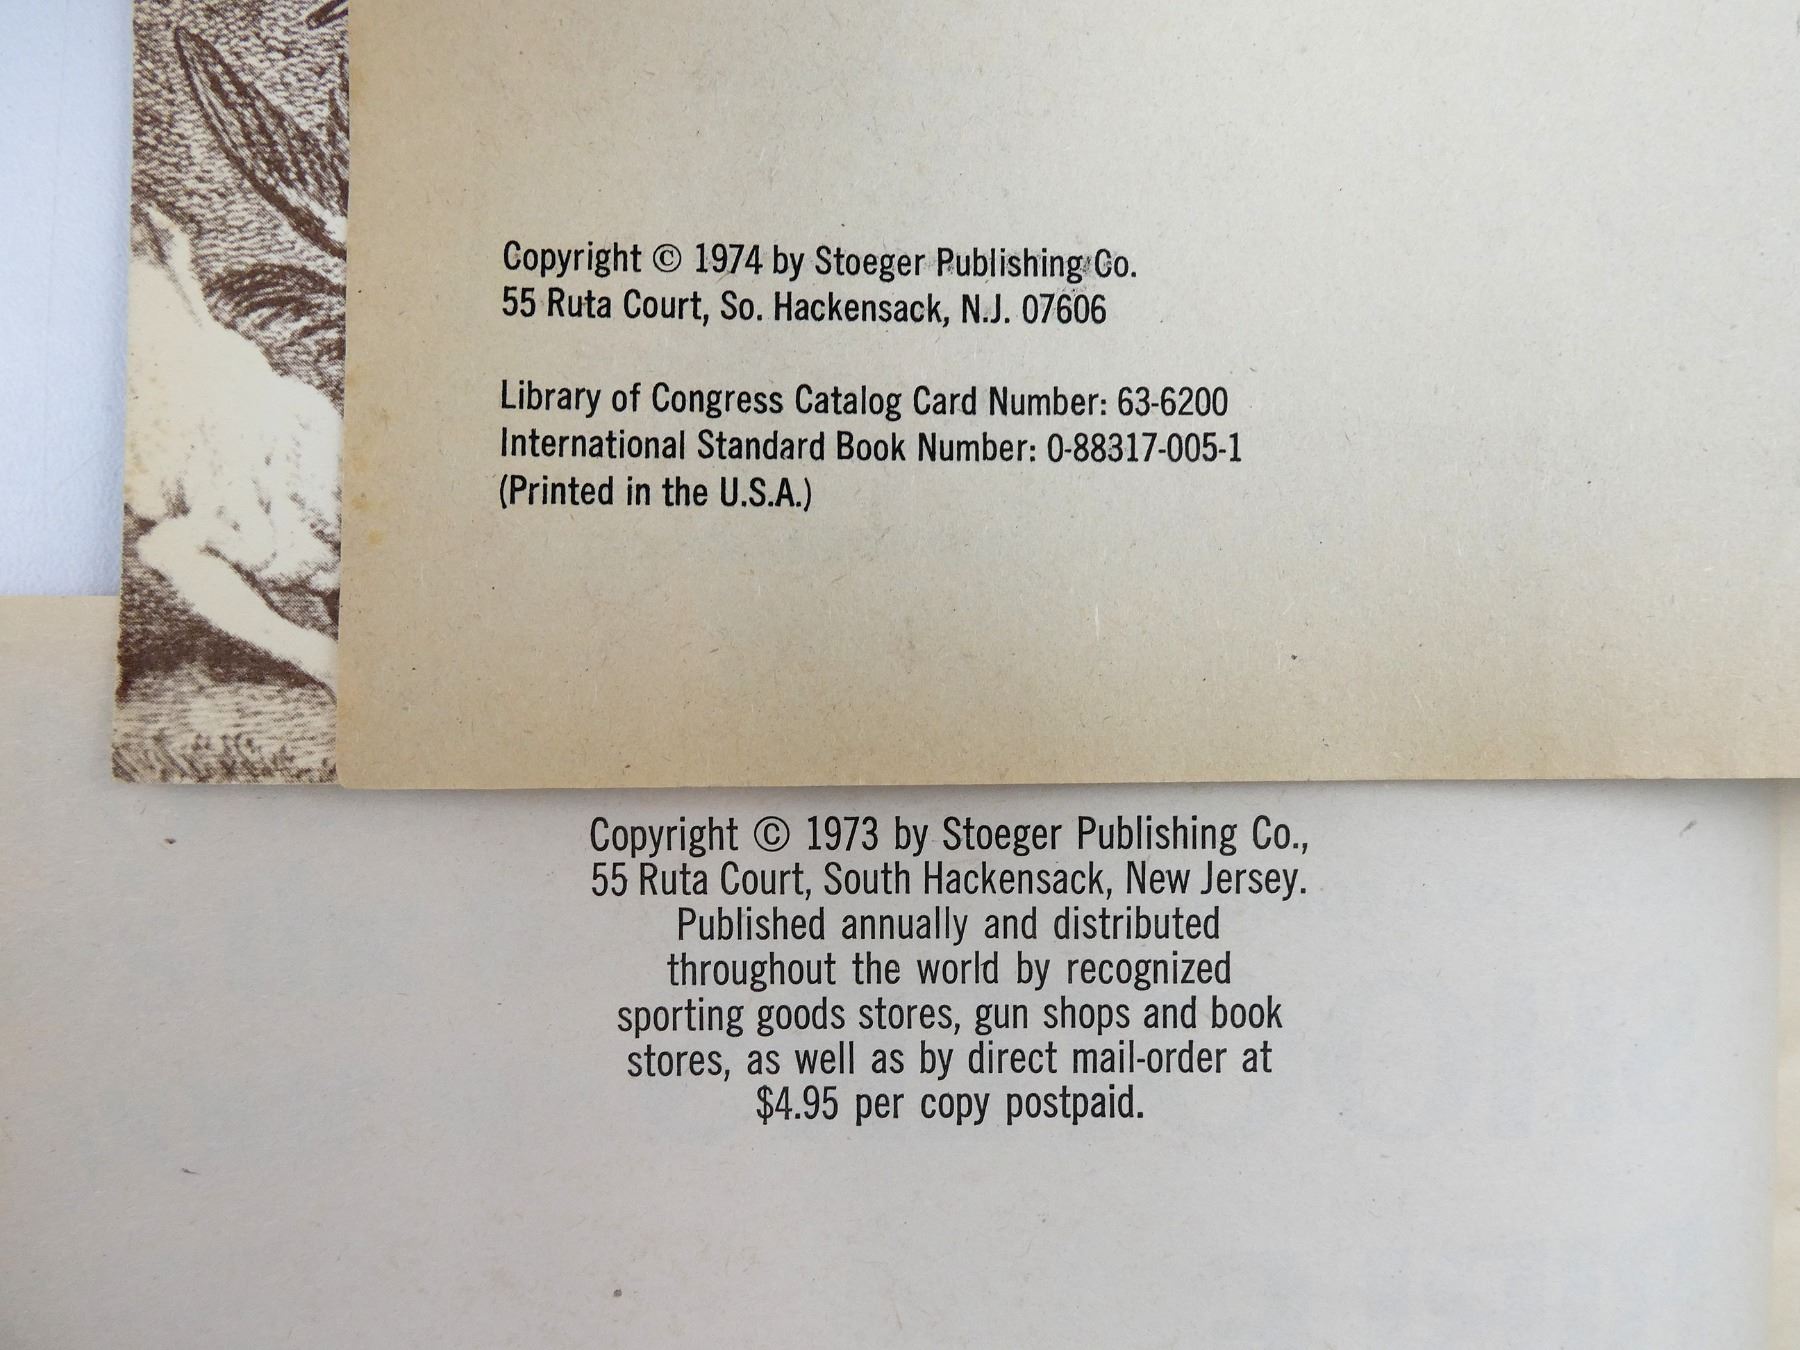 Copyright © 1974 by Stoeger Publishing Co.
55 Ruta Court, So. Hackensack, N.J. 07606
Library of Congress Catalog Card Number: 63-6200
International Standard Book Number: 0-88317-005-1
(Printed in the U.S.A.)
Copyright © 1973 by Stoeger Publishing Co.,
55 Ruta Court, South Hackensack, New Jersey.
Published annually and distributed
throughout the world by recognized
sporting goods stores, gun shops and book
stores, as well as by direct mail-order at
$4.95 per copy postpaid.